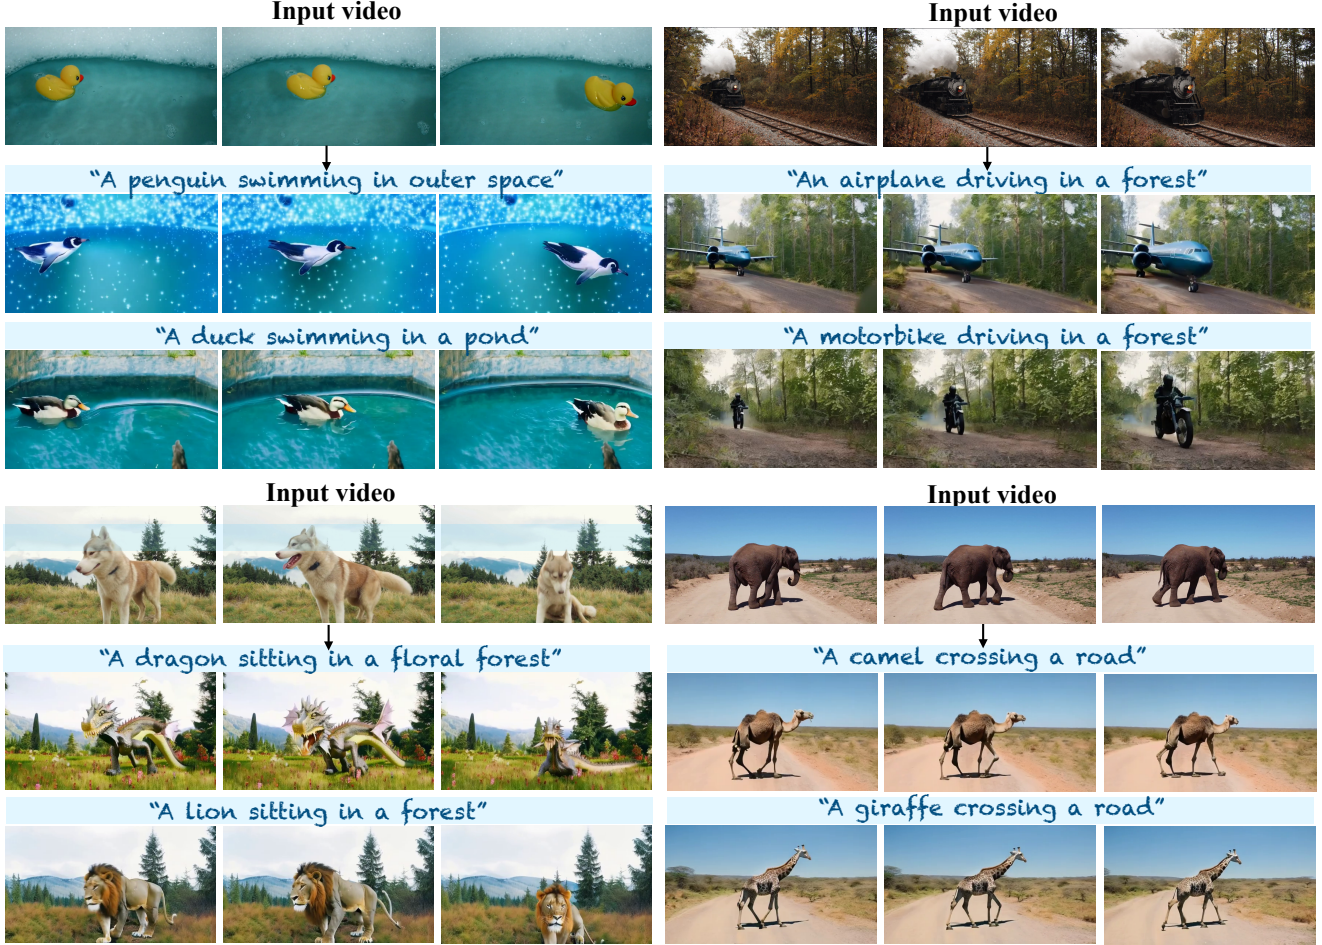 Input video
Input video
“A penguin swimming in outer space”
“An airplane driving in a forest”
“A duck swimming in a pond”
“A motorbike driving in a forest”
Input video
Input video
“A dragon sitting in a floral forest”
“A camel crossing a road”
“A lion sitting in a forest”
“A giraffe crossing a road”